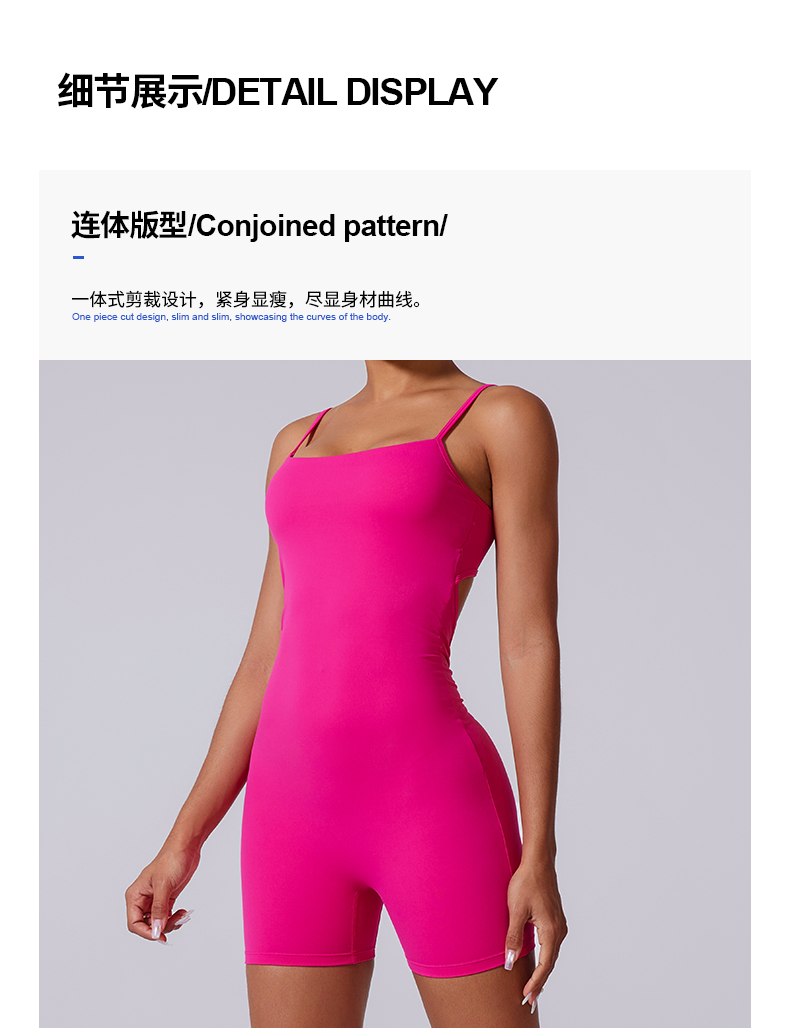 细节展示/DETAIL DISPLAY
连体版型/Conjoined pattern/
一体式剪裁设计，紧身显瘦，尽显身材曲线。
One piece cut design, slim and slim, showcasing the curves of the body.